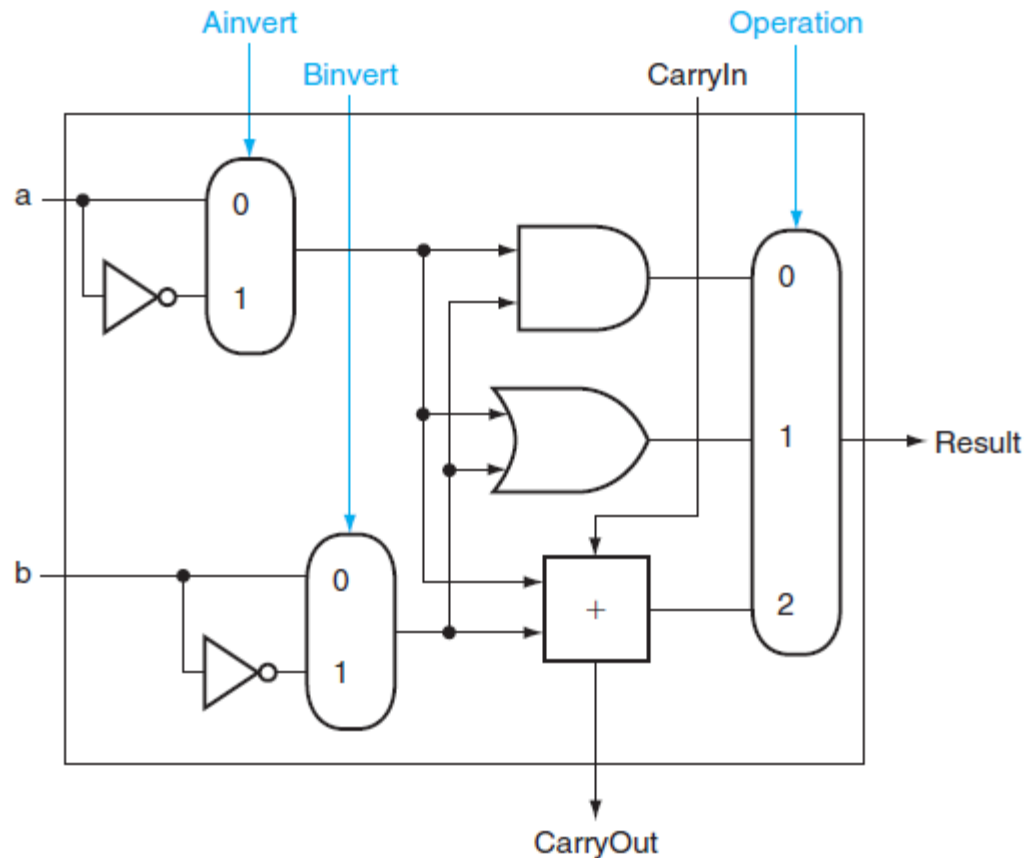 Ainvert
Operation
Binvert
CarryIn
a
0
1
0
1
Result
b
0
1
+
2
CarryOut